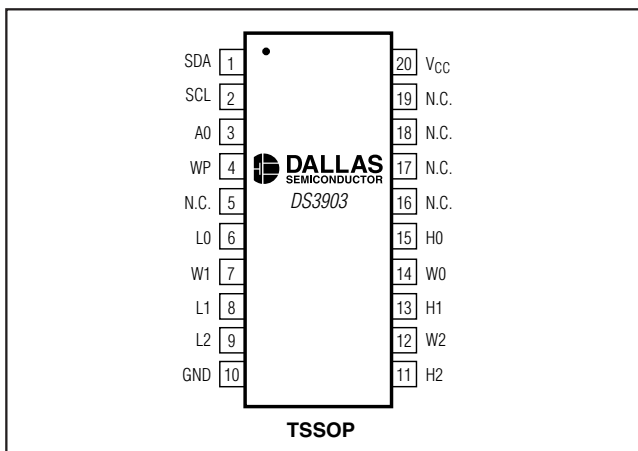 SDA 1
SCL 2
A0 3
WP 4
N.C. 5
L0 6
W1 7
L1 8
L2 9
GND 10
DALLAS
SEMICONDUCTOR
DS3903
20 VCC
19 N.C.
18 N.C.
17 N.C.
16 N.C.
15 H0
14 W0
13 H1
12 W2
11 H2
TSSOP